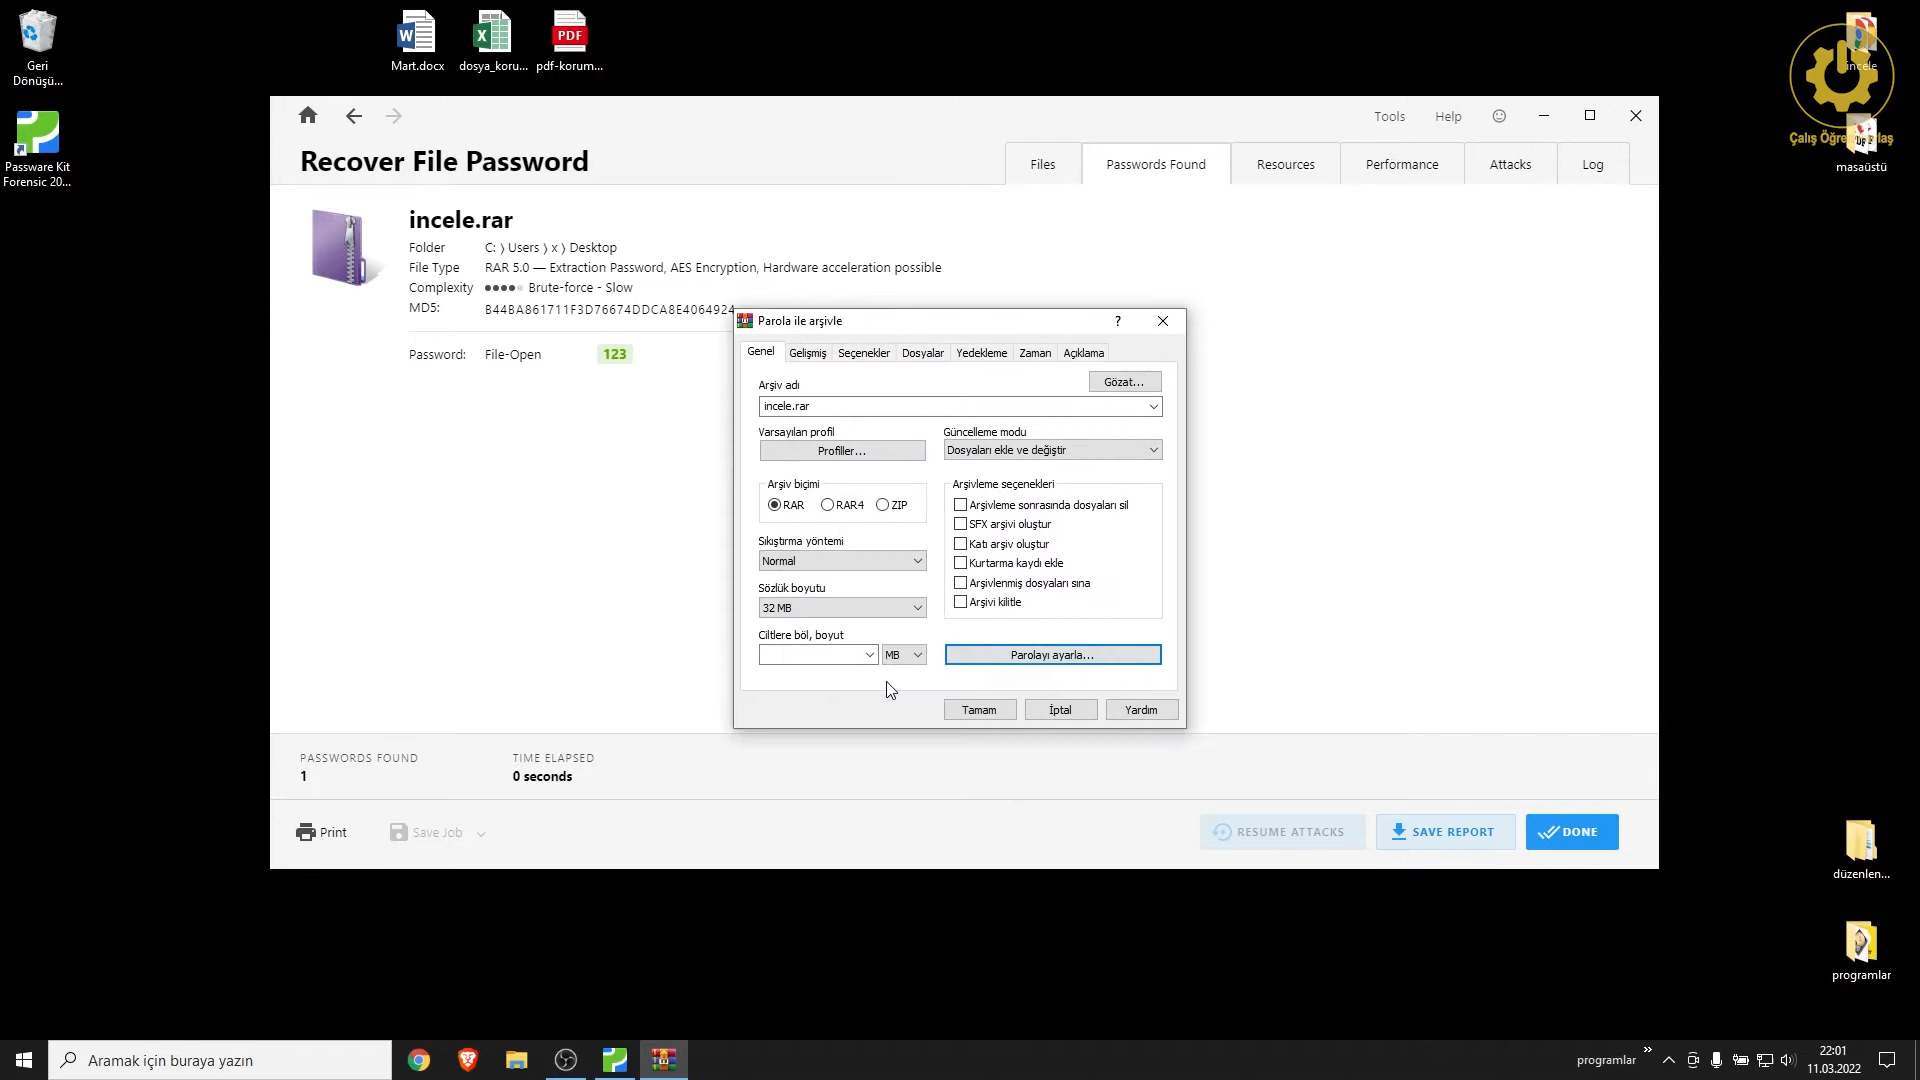 Geri
Dönüşü...
Passware Kit
Forensic 20...
W
Mart.docx
X
dosya_koru...
PDF
pdf-korum...
incele
masaüstü
Tools
Help
Recover File Password
Files
Passwords Found
Resources
Performance
Attacks
Log
incele.rar
Folder C: ) Users ) x ) Desktop
File Type RAR 5.0 — Extraction Password, AES Encryption, Hardware acceleration possible
Complexity Brute-force - Slow
MD5: B44BA861711F3D76674DDCA8E4064924
Password: File-Open 123
Parola ile arşivle
?
Genel
Gelişmiş
Seçenekler
Dosyalar
Yedekleme
Zaman
Açıklama
Arşiv adı
Gözat...
incele.rar
Varsayılan profil
Profiller...
Güncelleme modu
Dosyaları ekle ve değiştir
Arşiv biçimi
RAR
RAR4
ZIP
Sıkıştırma yöntemi
Normal
Sözlük boyutu
32 MB
Ciltlere böl, boyut
MB
Arşivleme seçenekleri
Arşivleme sonrasında dosyaları sil
SFX arşivi oluştur
Katı arşiv oluştur
Kurtarma kaydı ekle
Arşivlenmiş dosyaları sına
Arşivi kilitle
Parolayı ayarla...
Tamam
İptal
Yardım
PASSWORDS FOUND
1
TIME ELAPSED
0 seconds
Print
Save Job
RESUME ATTACKS
SAVE REPORT
DONE
düzenlen...
programlar
Aramak için buraya yazın
programlar
22:01
11.03.2022